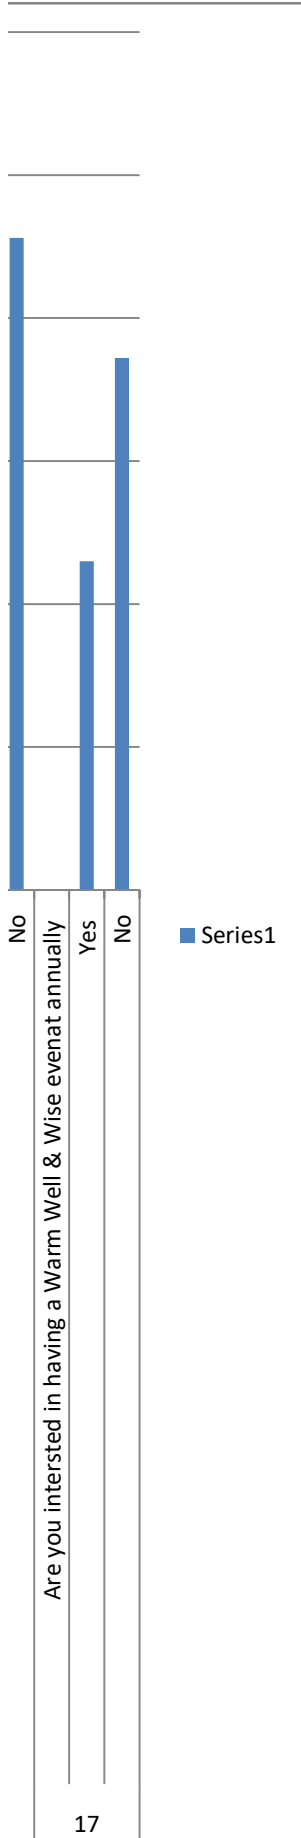 No
Are you intersted in having a Warm Well & Wise evenat annually
Yes
No
Series1
17